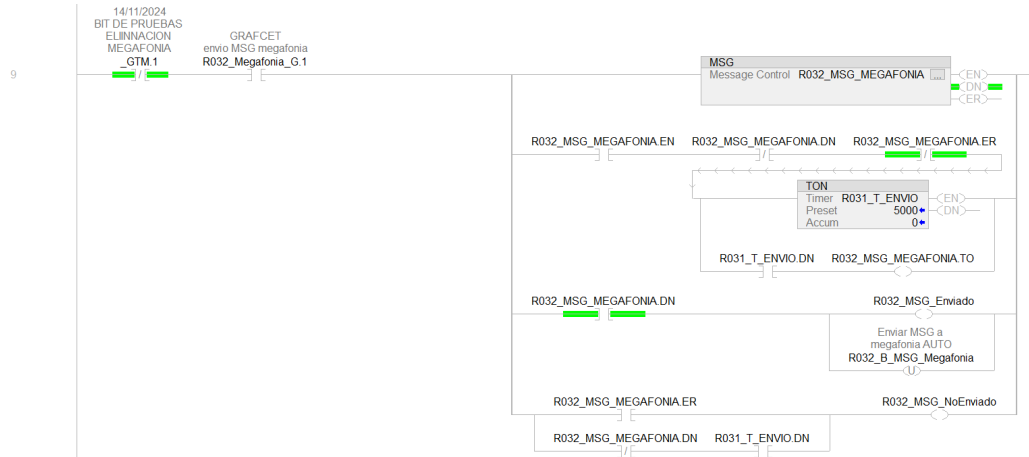 14/11/2024
BIT DE PRUEBAS
ELIINNACION
MEGAFONIA
_GTM.1
GRAFCET
envio MSG megafonia
R032_Megafonia_G.1
9
MSG
Message Control R032_MSG_MEGAFONIA ...
EN
DN
ER
R032_MSG_MEGAFONIA.EN R032_MSG_MEGAFONIA.DN R032_MSG_MEGAFONIA.ER
TON
Timer R031_T_ENVIO
Preset 5000
Accum 0
EN
DN
R031_T_ENVIO.DN R032_MSG_MEGAFONIA.TO
R032_MSG_MEGAFONIA.DN R032_MSG_Enviado
Enviar MSG a
megafonia AUTO
R032_B_MSG_Megafonia
U
R032_MSG_MEGAFONIA.ER R032_MSG_NoEnviado
R032_MSG_MEGAFONIA.DN R031_T_ENVIO.DN